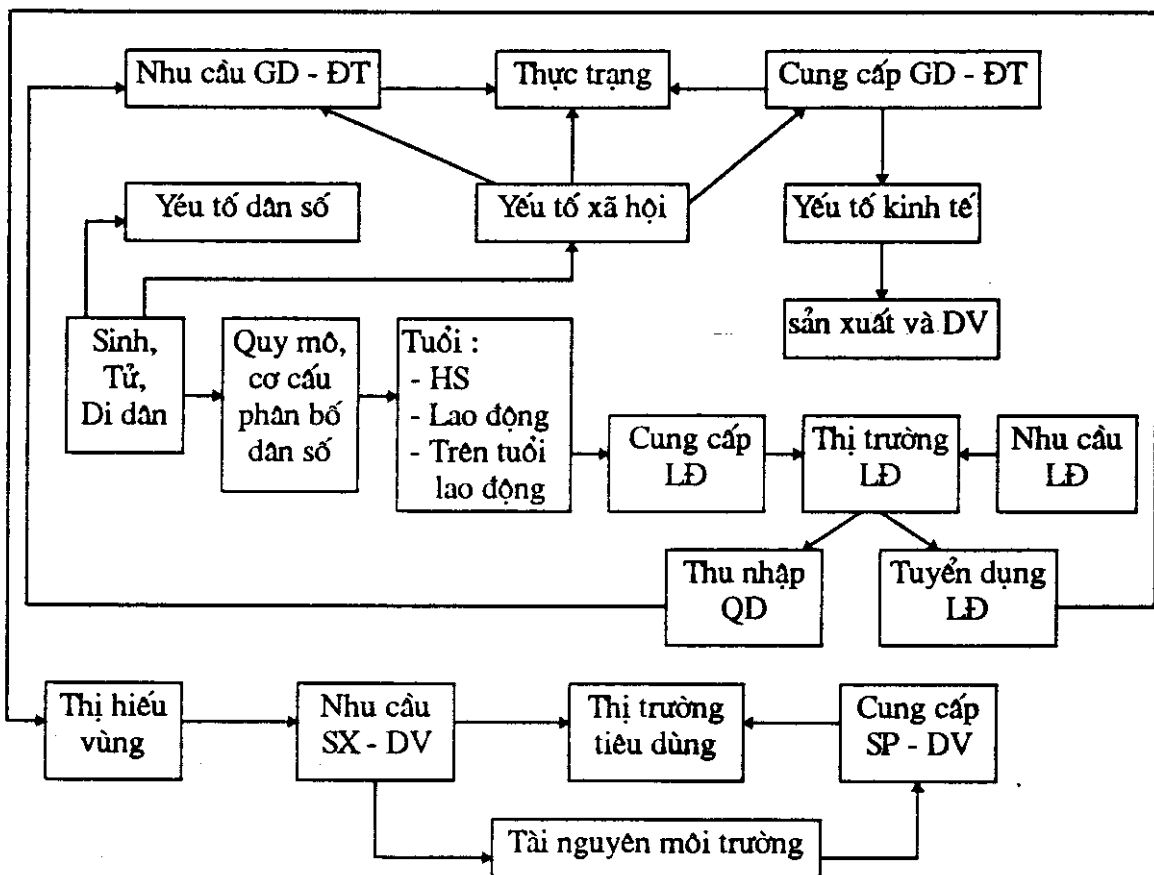 Nhu cầu GD - ĐT
Thực trạng
Cung cấp GD - ĐT
Yéu tố dân số
Yếu tố xã hội
Yếu tố kinh tế
sản xuất và DV
Sinh,
Tử,
Di dân
Quy mô,
cơ cấu
phân bố
dân số
Tuổi :
- HS
- Lao động
- Trên tuổi
lao động
Cung cấp
LĐ
Thị trường
LĐ
Nhu cầu
LĐ
Thu nhập
QD
Tuyển dụng
LĐ
Thị hiếu
vùng
Nhu cầu
SX - DV
Thị trường
tiêu dùng
Cung cấp
SP - DV
Tài nguyên môi trường